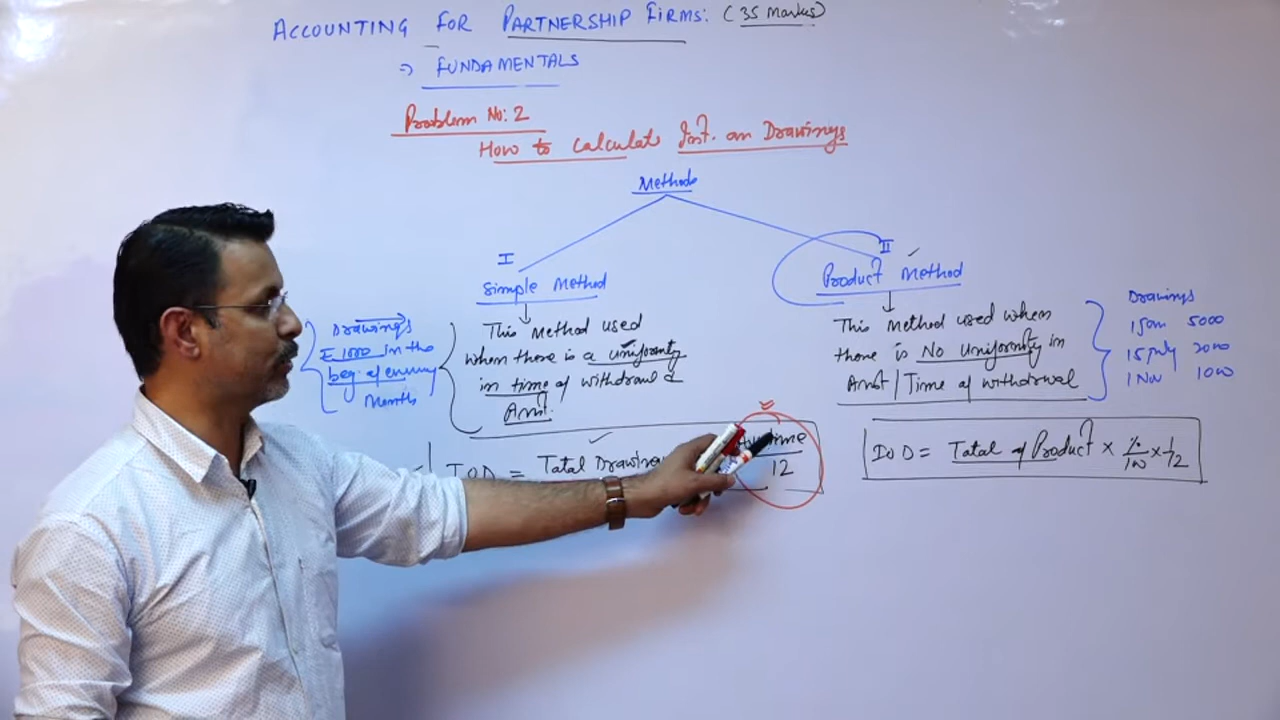 ACCOUNTING FOR PARTNERSHIP FIRMS: (35 Marks)
⇒ FUNDAMENTALS
Problem No: 2
How to calculate Int. on Drawings
Methods
I
Simple Method
This Method used
when there is a uniformity
in time of withdrawal &
Amt.
Drawings
₹ 1000 in the
beg. of every
Month
IOD = Total Drawings
Time
12
II
Product Method
This Method used when
there is No Uniformity in
Amt / Time of withdrawal
Drawings
1 Jan 5000
15 July 2000
1 Nov 1000
IOD = Total of Product × %/100 × 1/12